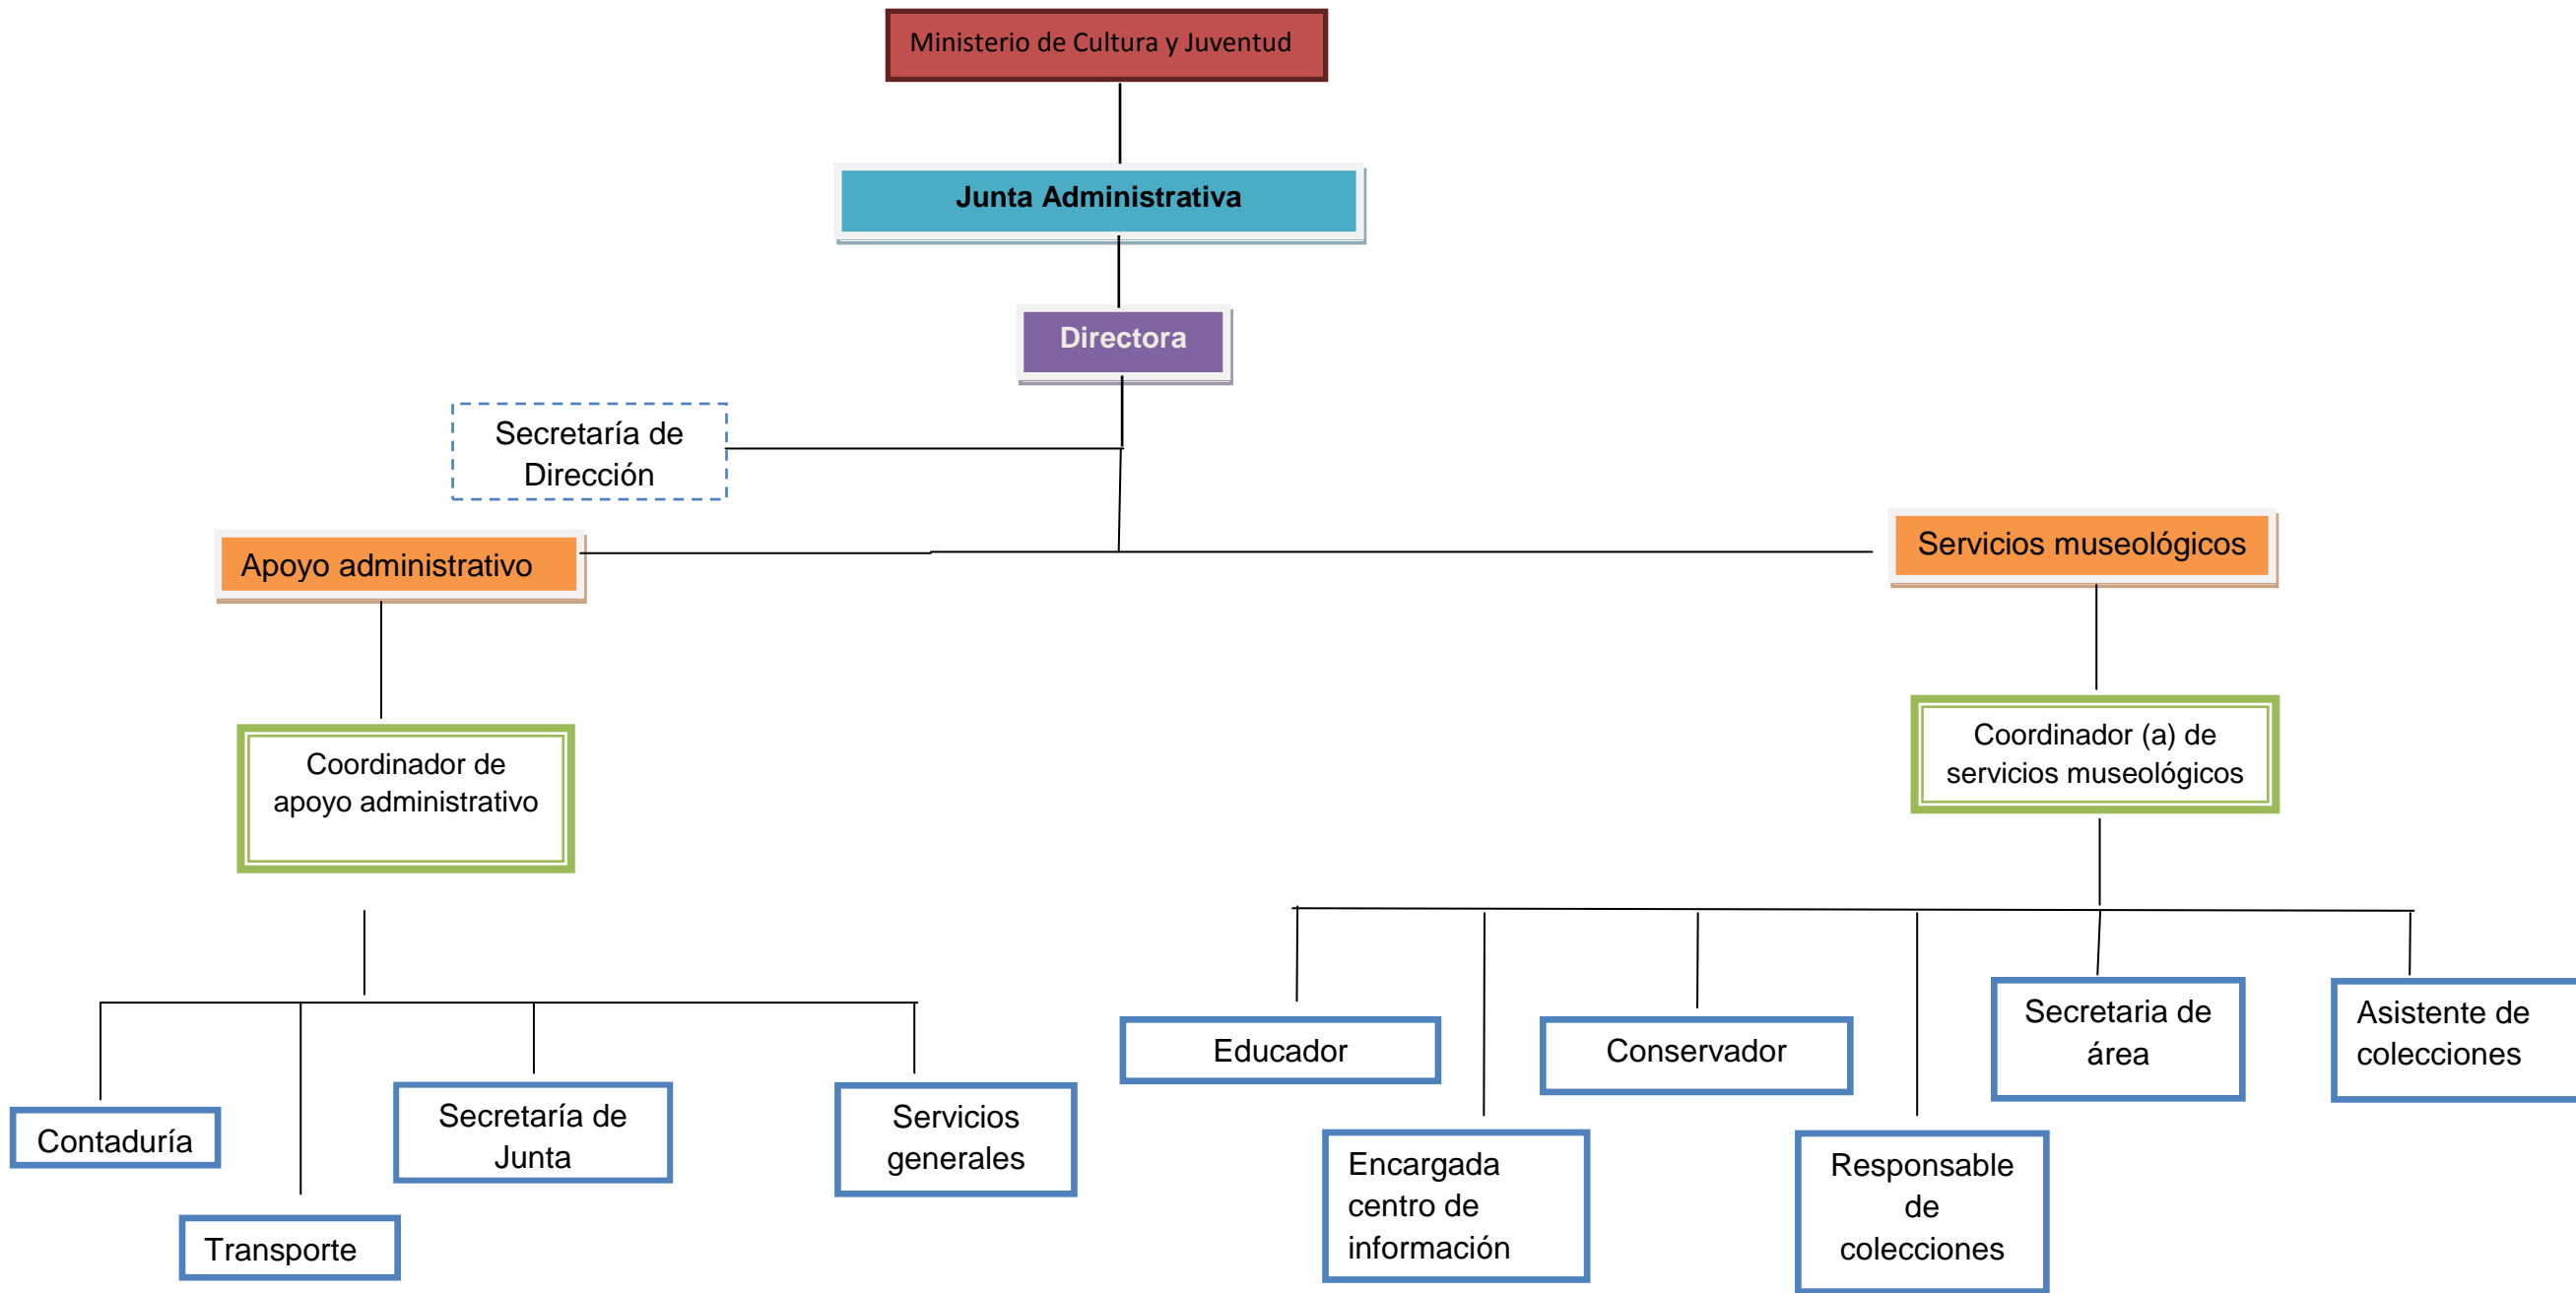 Ministerio de Cultura y Juventud
Junta Administrativa
Directora
Secretaría de
Dirección
Apoyo administrativo
Servicios museológicos
Coordinador de
apoyo administrativo
Coordinador (a) de
servicios museológicos
Contaduría
Transporte
Secretaría de
Junta
Servicios
generales
Educador
Encargada
centro de
información
Conservador
Responsable
de
colecciones
Secretaria de
área
Asistente de
colecciones